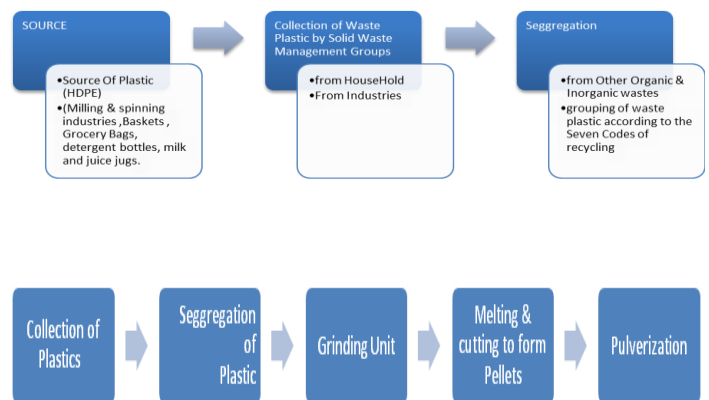 SOURCE
•Source Of Plastic
(HDPE)
•(Milling & spinning
industries ,Baskets ,
Grocery Bags,
detergent bottles, milk
and juice jugs.
Collection of Waste
Plastic by Solid Waste
Management Groups
•from HouseHold
•From Industries
Seggregation
•from Other Organic &
Inorganic wastes
•grouping of waste
plastic according to the
Seven Codes of
recycling
Collection of
Plastics
Seggregation
of
Plastic
Grinding Unit
Melting &
cutting to form
Pellets
Pulverization